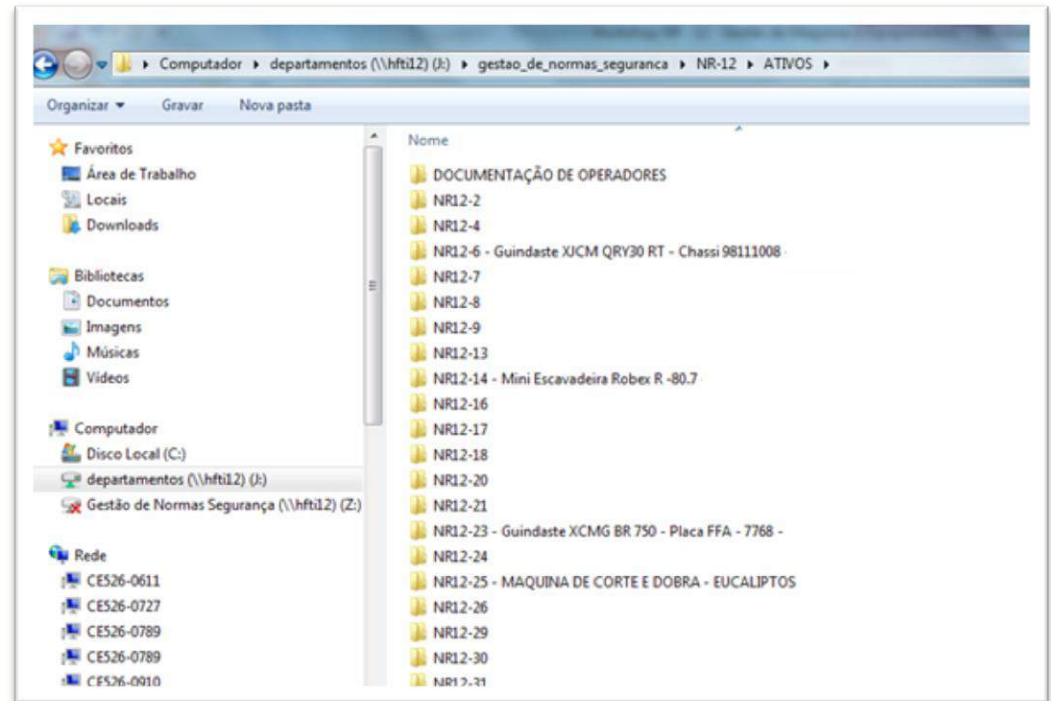 Computador ▸ departamentos (\\hfti12) (J:) ▸ gestao_de_normas_seguranca ▸ NR-12 ▸ ATIVOS ▸
Organizar Gravar Nova pasta
Favoritos
Área de Trabalho
Locais
Downloads
Bibliotecas
Documentos
Imagens
Músicas
Vídeos
Computador
Disco Local (C:)
departamentos (\\hfti12) (J:)
Gestão de Normas Segurança (\\hfti12) (Z:)
Rede
CE526-0611
CE526-0727
CE526-0789
CE526-0789
CE526-0910
Nome
DOCUMENTAÇÃO DE OPERADORES
NR12-2
NR12-4
NR12-6 - Guindaste XJCM QRY30 RT - Chassi 98111008 -
NR12-7
NR12-8
NR12-9
NR12-13
NR12-14 - Mini Escavadeira Robex R -80.7
NR12-16
NR12-17
NR12-18
NR12-20
NR12-21
NR12-23 - Guindaste XCMG BR 750 - Placa FFA - 7768 -
NR12-24
NR12-25 - MAQUINA DE CORTE E DOBRA - EUCALIPTOS
NR12-26
NR12-29
NR12-30
NR12-31